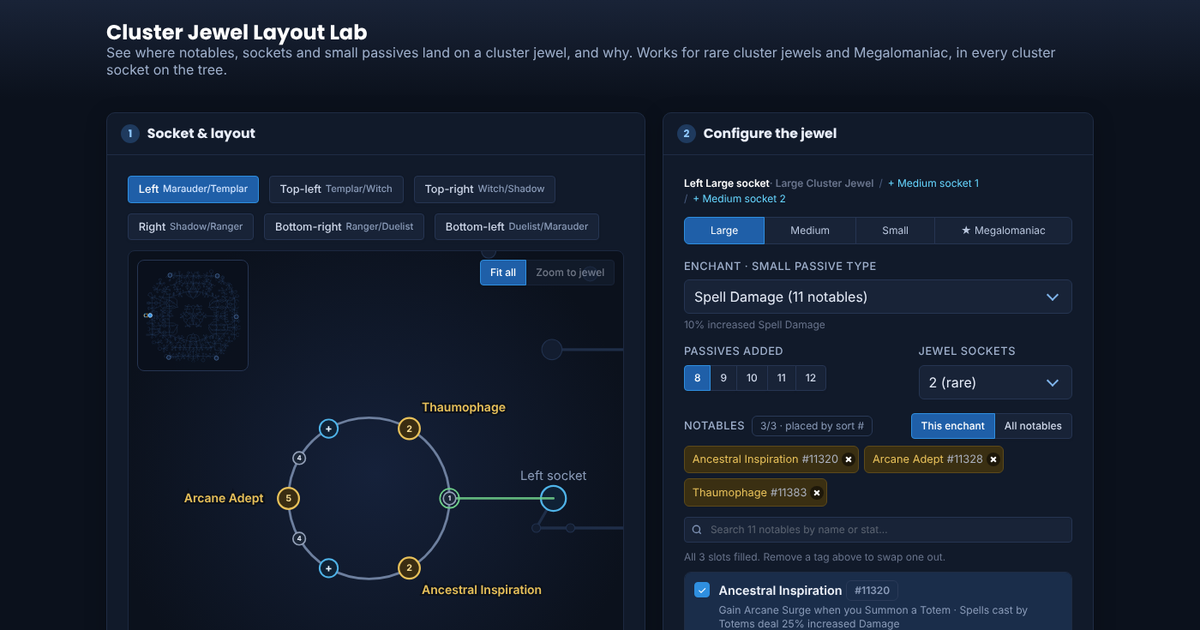 Cluster Jewel Layout Lab
See where notables, sockets and small passives land on a cluster jewel, and why. Works for rare cluster jewels and Megalomaniac, in every cluster
socket on the tree.
1 Socket & layout
Left Marauder/Templar
Top-left Templar/Witch
Top-right Witch/Shadow
Right Shadow/Ranger
Bottom-right Ranger/Duelist
Bottom-left Duelist/Marauder
Fit all
Zoom to jewel
Thaumophage
+
2
4
Left socket
Arcane Adept
5
1
4
+
2
Ancestral Inspiration
2 Configure the jewel
Left Large socket · Large Cluster Jewel / + Medium socket 1
/ + Medium socket 2
Large
Medium
Small
★ Megalomaniac
ENCHANT · SMALL PASSIVE TYPE
Spell Damage (11 notables)
10% increased Spell Damage
PASSIVES ADDED
8 9 10 11 12
JEWEL SOCKETS
2 (rare)
NOTABLES 3/3 · placed by sort #
This enchant
All notables
Ancestral Inspiration #11320 ×
Arcane Adept #11328 ×
Thaumophage #11383 ×
Search 11 notables by name or stat...
All 3 slots filled. Remove a tag above to swap one out.
Ancestral Inspiration #11320
Gain Arcane Surge when you Summon a Totem · Spells cast by
Totems deal 25% increased Damage